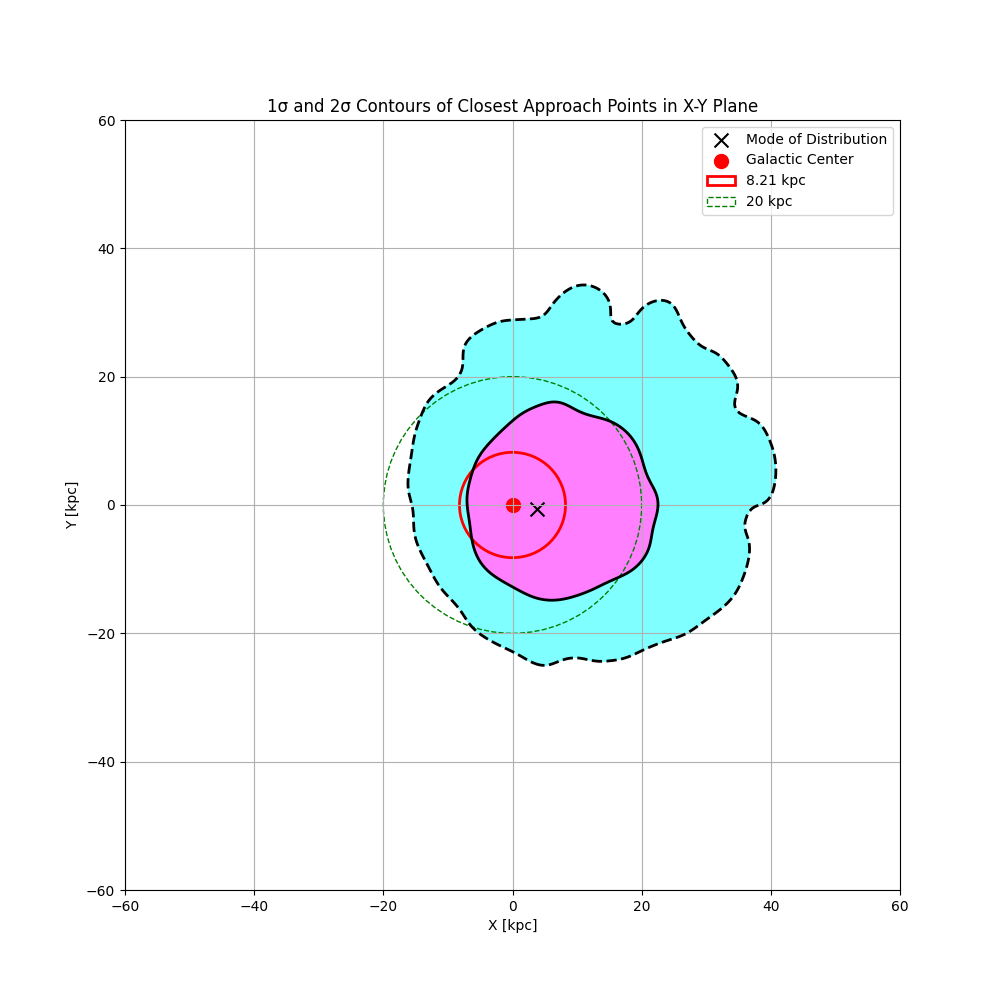 1σ and 2σ Contours of Closest Approach Points in X-Y Plane
Mode of Distribution
Galactic Center
8.21 kpc
20 kpc
60
40
20
0
−20
−40
−60
Y [kpc]
−60 −40 −20 0 20 40 60
X [kpc]